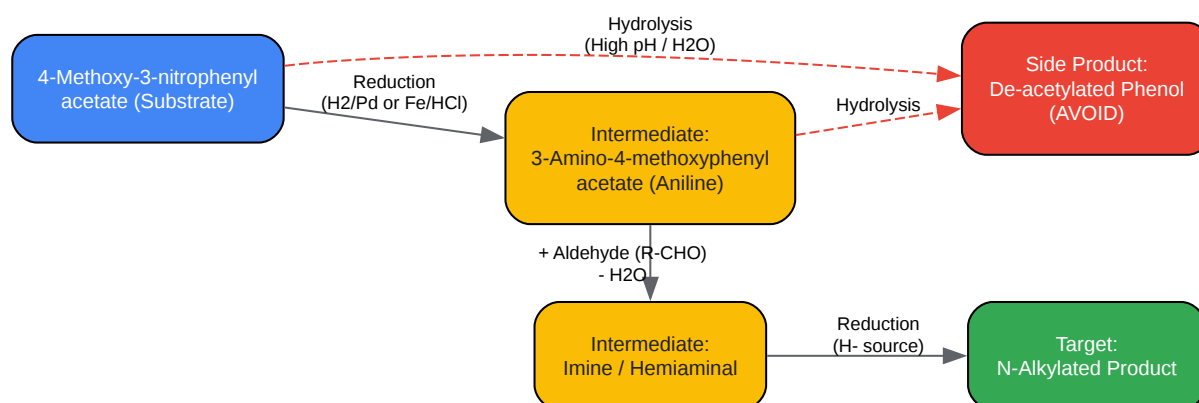 Hydrolysis
(High pH / H2O)
4-Methoxy-3-nitrophenyl
acetate (Substrate)
Side Product:
De-acetylated Phenol
(AVOID)
Reduction
(H2/Pd or Fe/HCl)
Hydrolysis
Intermediate:
3-Amino-4-methoxyphenyl
acetate (Aniline)
+ Aldehyde (R-CHO)
- H2O
Intermediate:
Imine / Hemiaminal
Reduction
(H- source)
Target:
N-Alkylated Product